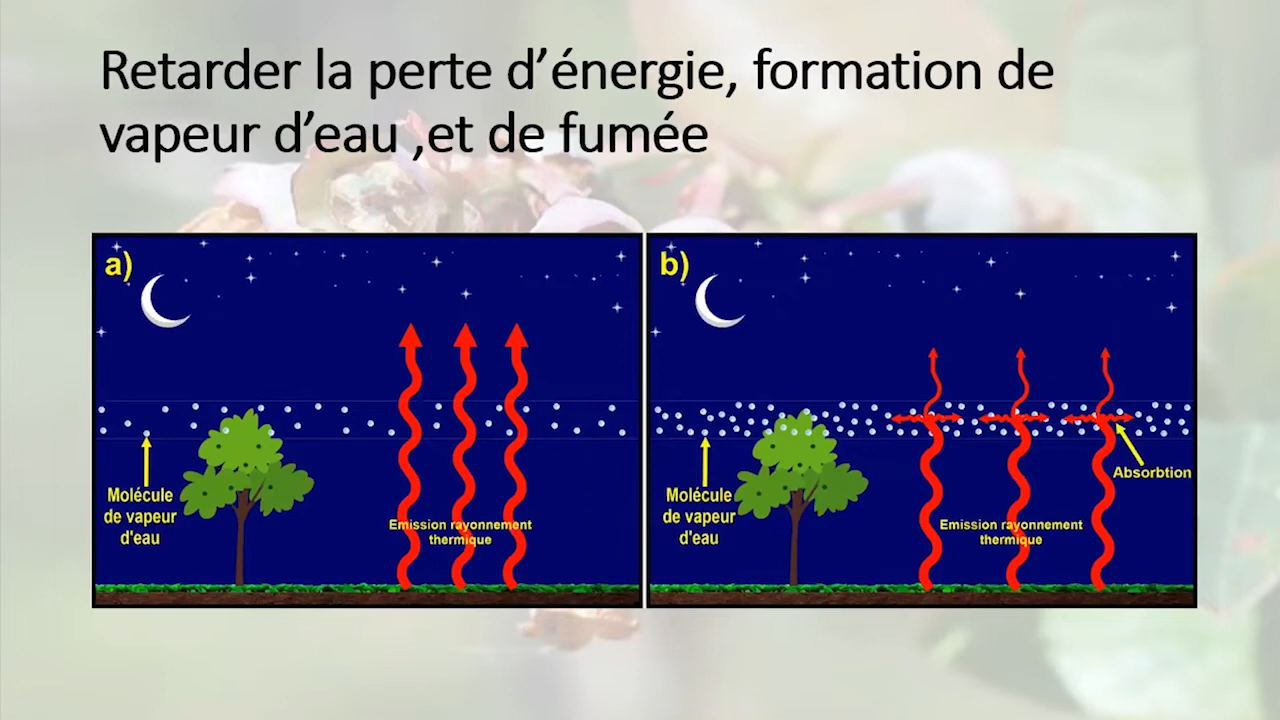 Retarder la perte d’énergie, formation de
vapeur d’eau ,et de fumée
a)
Molécule
de vapeur
d'eau
Emission rayonnement
thermique
b)
Molécule
de vapeur
d'eau
Emission rayonnement
thermique
Absorbtion